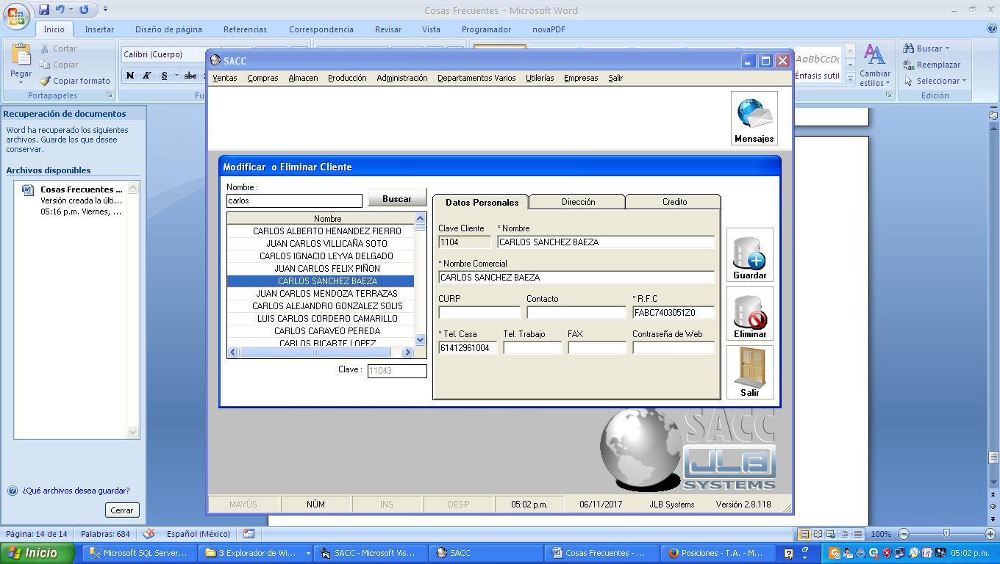 Cosas Frecuentes - Microsoft Word
Inicio Insertar Diseño de página Referencias Correspondencia Revisar Vista Programador novaPDF
Pegar
Cortar
Copiar
Copiar formato
Portapapeles
Calibri (Cuerpo)
N K S abc
Fu
AaBbCcDc
Énfasis sutil
Cambiar estilos
Buscar
Reemplazar
Seleccionar
Edición
Recuperación de documentos
Word ha recuperado los siguientes
archivos. Guarde los que desee
conservar.
Archivos disponibles
Cosas Frecuentes ...
Versión creada la últi...
05:16 p.m. Viernes, ...
¿Qué archivos desea guardar?
Cerrar
SACC
Ventas Compras Almacen Producción Administración Departamentos Varios Utilerías Empresas Salir
Mensajes
Modificar o Eliminar Cliente
Nombre :
carlos
Buscar
Nombre
CARLOS ALBERTO HENANDEZ FIERRO
JUAN CARLOS VILLICAÑA SOTO
CARLOS IGNACIO LEYVA DELGADO
JUAN CARLOS FELIX PIÑON
CARLOS SANCHEZ BAEZA
JUAN CARLOS MENDOZA TERRAZAS
CARLOS ALEJANDRO GONZALEZ SOLIS
LUIS CARLOS CORDERO CAMARILLO
CARLOS CARAVEO PEREDA
CARLOS RICARTE LOPEZ
Clave : 11043
Datos Personales Dirección Credito
Clave Cliente * Nombre
1104 CARLOS SANCHEZ BAEZA
* Nombre Comercial
CARLOS SANCHEZ BAEZA
CURP Contacto * R.F.C
FABC7403051Z0
* Tel. Casa Tel. Trabajo FAX Contraseña de Web
61412961004
Guardar
Eliminar
Salir
SACC
JLB
SYSTEMS
MAYÚS NÚM INS DESP 05:02 p.m. 06/11/2017 JLB Systems Versión 2.8.118
Página: 14 de 14 Palabras: 684 Español (México) 100%
Inicio Microsoft SQL Server... 3 Explorador de Wi... SACC - Microsoft Vis... SACC Cosas Frecuentes - ... Posiciones - T.A. - M... 05:02 p.m.